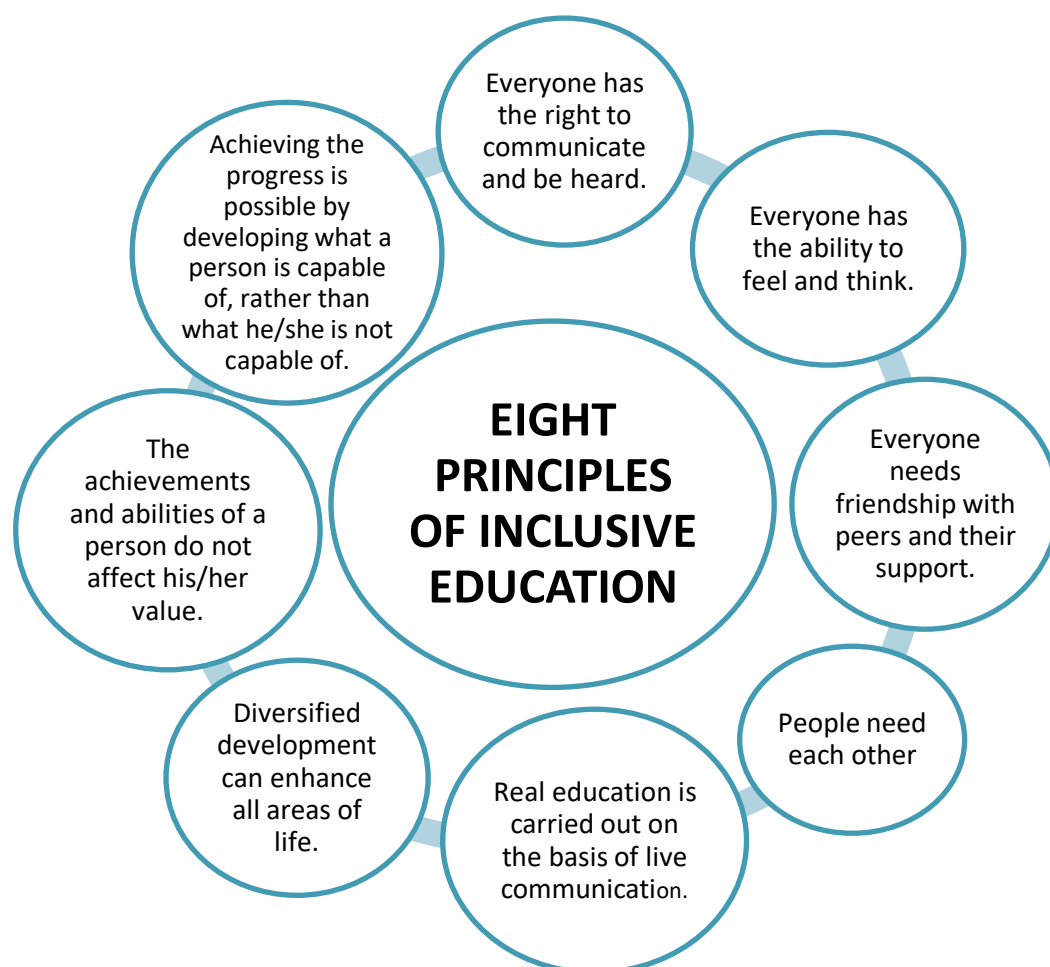 Everyone has
the right to
communicate
and be heard.
Everyone has
the ability to
feel and think.
Everyone
needs
friendship with
peers and their
support.
People need
each other
Real education is
carried out on
the basis of live
communication.
Diversified
development
can enhance
all areas of
life.
The
achievements
and abilities of a
person do not
affect his/her
value.
Achieving the
progress is
possible by
developing what a
person is capable
of, rather than
what he/she is not
capable of.
EIGHT
PRINCIPLES
OF INCLUSIVE
EDUCATION